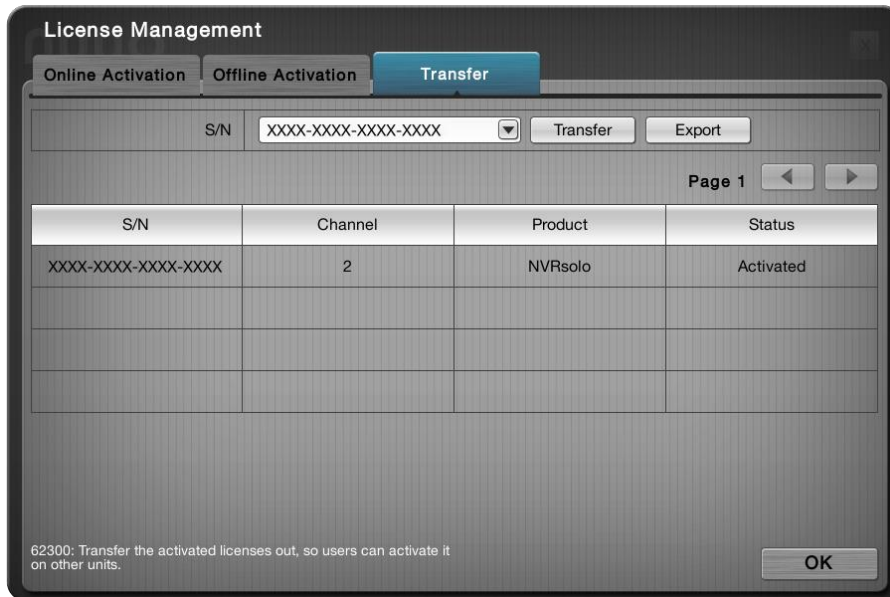 License Management
Online Activation Offline Activation Transfer
S/N XXXX-XXXX-XXXX-XXXX Transfer Export
Page 1
S/N Channel Product Status
XXXX-XXXX-XXXX-XXXX 2 NVRsolo Activated
62300: Transfer the activated licenses out, so users can activate it
on other units.
OK